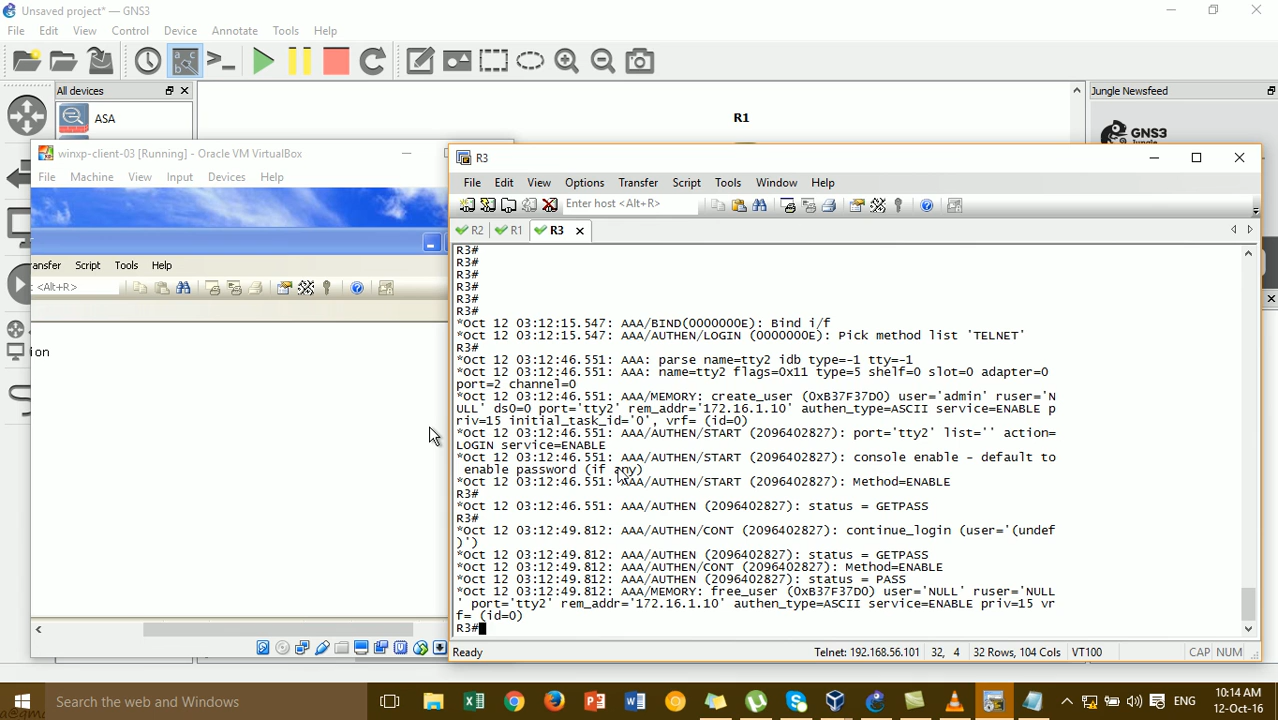 Unsaved project* — GNS3
File Edit View Control Device Annotate Tools Help
All devices
ASA
R1
Jungle Newsfeed
GNS3
Jungle
winxp-client-03 [Running] - Oracle VM VirtualBox
File Machine View Input Devices Help
ansfer Script Tools Help
<Alt+R>
ion
R3
File Edit View Options Transfer Script Tools Window Help
Enter host <Alt+R>
R2 R1 R3
R3#
R3#
R3#
R3#
R3#
R3#
*Oct 12 03:12:15.547: AAA/BIND(0000000E): Bind i/f
*Oct 12 03:12:15.547: AAA/AUTHEN/LOGIN (0000000E): Pick method list 'TELNET'
R3#
*Oct 12 03:12:46.551: AAA: parse name=tty2 idb type=-1 tty=-1
*Oct 12 03:12:46.551: AAA: name=tty2 flags=0x11 type=5 shelf=0 slot=0 adapter=0
port=2 channel=0
*Oct 12 03:12:46.551: AAA/MEMORY: create_user (0xB37F37D0) user='admin' ruser='N
ULL' ds0=0 port='tty2' rem_addr='172.16.1.10' authen_type=ASCII service=ENABLE p
riv=15 initial_task_id='0', vrf= (id=0)
*Oct 12 03:12:46.551: AAA/AUTHEN/START (2096402827): port='tty2' list='' action=
LOGIN service=ENABLE
*Oct 12 03:12:46.551: AAA/AUTHEN/START (2096402827): console enable - default to
enable password (if any)
*Oct 12 03:12:46.551: AAA/AUTHEN/START (2096402827): Method=ENABLE
R3#
*Oct 12 03:12:46.551: AAA/AUTHEN (2096402827): status = GETPASS
R3#
*Oct 12 03:12:49.812: AAA/AUTHEN/CONT (2096402827): continue_login (user='(undef
)')
*Oct 12 03:12:49.812: AAA/AUTHEN (2096402827): status = GETPASS
*Oct 12 03:12:49.812: AAA/AUTHEN/CONT (2096402827): Method=ENABLE
*Oct 12 03:12:49.812: AAA/AUTHEN (2096402827): status = PASS
*Oct 12 03:12:49.812: AAA/MEMORY: free_user (0xB37F37D0) user='NULL' ruser='NULL
' port='tty2' rem_addr='172.16.1.10' authen_type=ASCII service=ENABLE priv=15 vr
f= (id=0)
R3#
Ready Telnet: 192.168.56.101 32, 4 32 Rows, 104 Cols VT100 CAP NUM
Search the web and Windows
ENG
10:14 AM
12-Oct-16